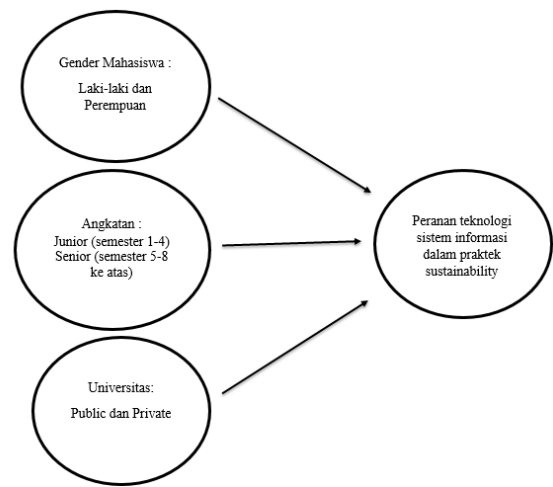 Gender Mahasiswa :
Laki-laki dan
Perempuan
Angkatan :
Junior (semester 1-4)
Senior (semester 5-8
ke atas)
Universitas:
Public dan Private
Peranan teknologi
sistem informasi
dalam praktek
sustainability